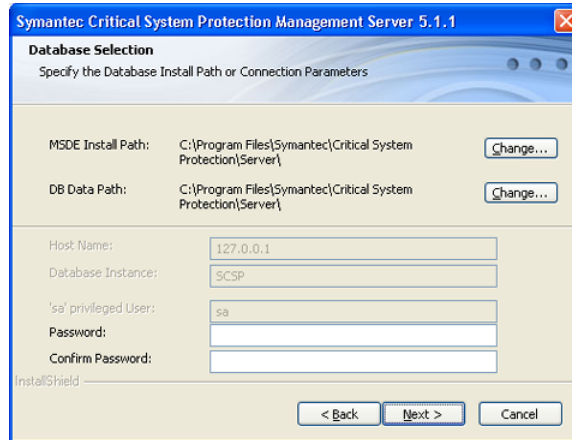 Symantec Critical System Protection Management Server 5.1.1
Database Selection
Specify the Database Install Path or Connection Parameters
MSDE Install Path: C:\Program Files\Symantec\Critical System
Protection\Server\
Change...
DB Data Path: C:\Program Files\Symantec\Critical System
Protection\Server\
Change...
Host Name: 127.0.0.1
Database Instance: SCSP
'sa' privileged User: sa
Password:
Confirm Password:
InstallShield
< Back Next > Cancel